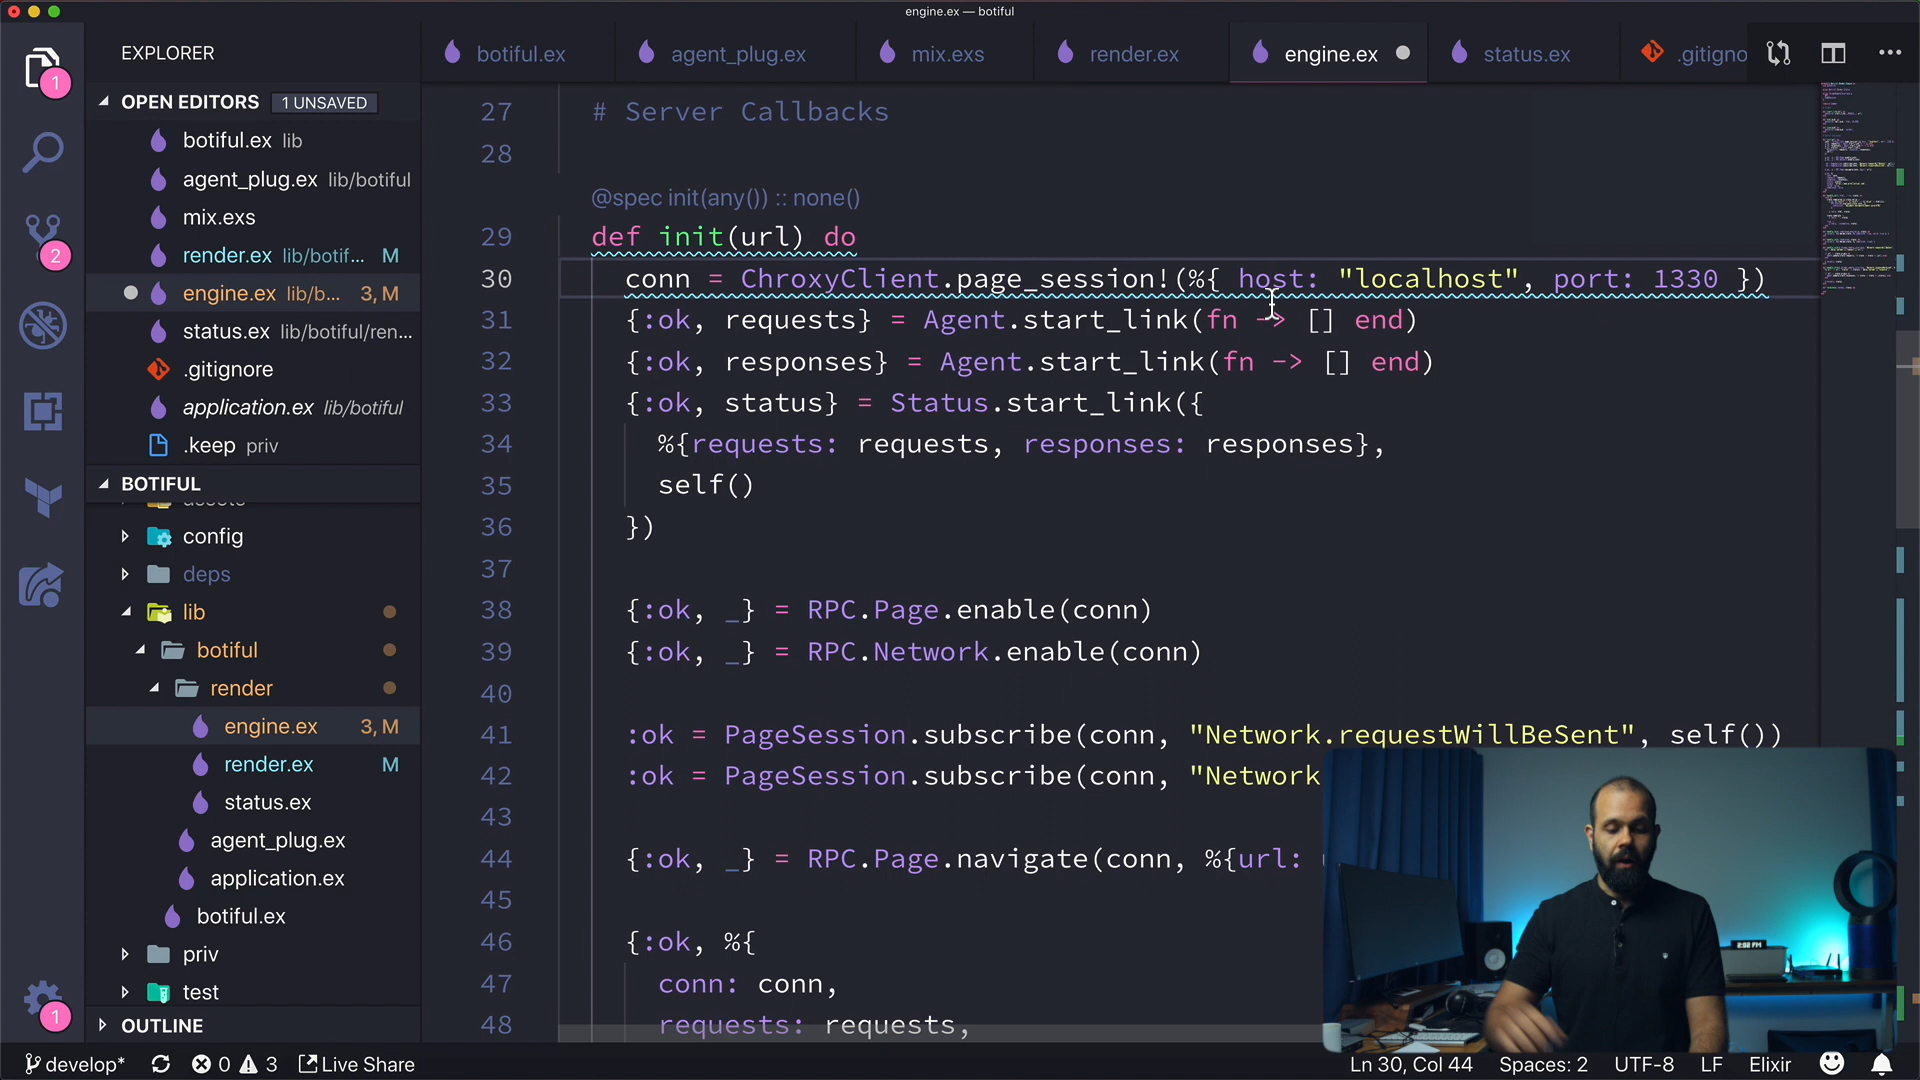 engine.ex — botiful
EXPLORER
botiful.ex
agent_plug.ex
mix.exs
render.ex
engine.ex
status.ex
.gitigno
1
OPEN EDITORS 1 UNSAVED
botiful.ex lib
agent_plug.ex lib/botiful
mix.exs
render.ex lib/botif... M
engine.ex lib/b... 3, M
status.ex lib/botiful/ren...
.gitignore
application.ex lib/botiful
.keep priv
2
BOTIFUL
assets
config
deps
lib
botiful
render
engine.ex 3, M
render.ex M
status.ex
agent_plug.ex
application.ex
botiful.ex
priv
test
OUTLINE
1
27 # Server Callbacks
28
@spec init(any()) :: none()
29 def init(url) do
30 conn = ChroxyClient.page_session!(%{ host: "localhost", port: 1330 })
31 {:ok, requests} = Agent.start_link(fn -> [] end)
32 {:ok, responses} = Agent.start_link(fn -> [] end)
33 {:ok, status} = Status.start_link({
34 %{requests: requests, responses: responses},
35 self()
36 })
37
38 {:ok, _} = RPC.Page.enable(conn)
39 {:ok, _} = RPC.Network.enable(conn)
40
41 :ok = PageSession.subscribe(conn, "Network.requestWillBeSent", self())
42 :ok = PageSession.subscribe(conn, "Network
43
44 {:ok, _} = RPC.Page.navigate(conn, %{url:
45
46 {:ok, %{
47 conn: conn,
48 requests: requests,
2:02 PM
develop* 0 3 Live Share
Ln 30, Col 44 Spaces: 2 UTF-8 LF Elixir